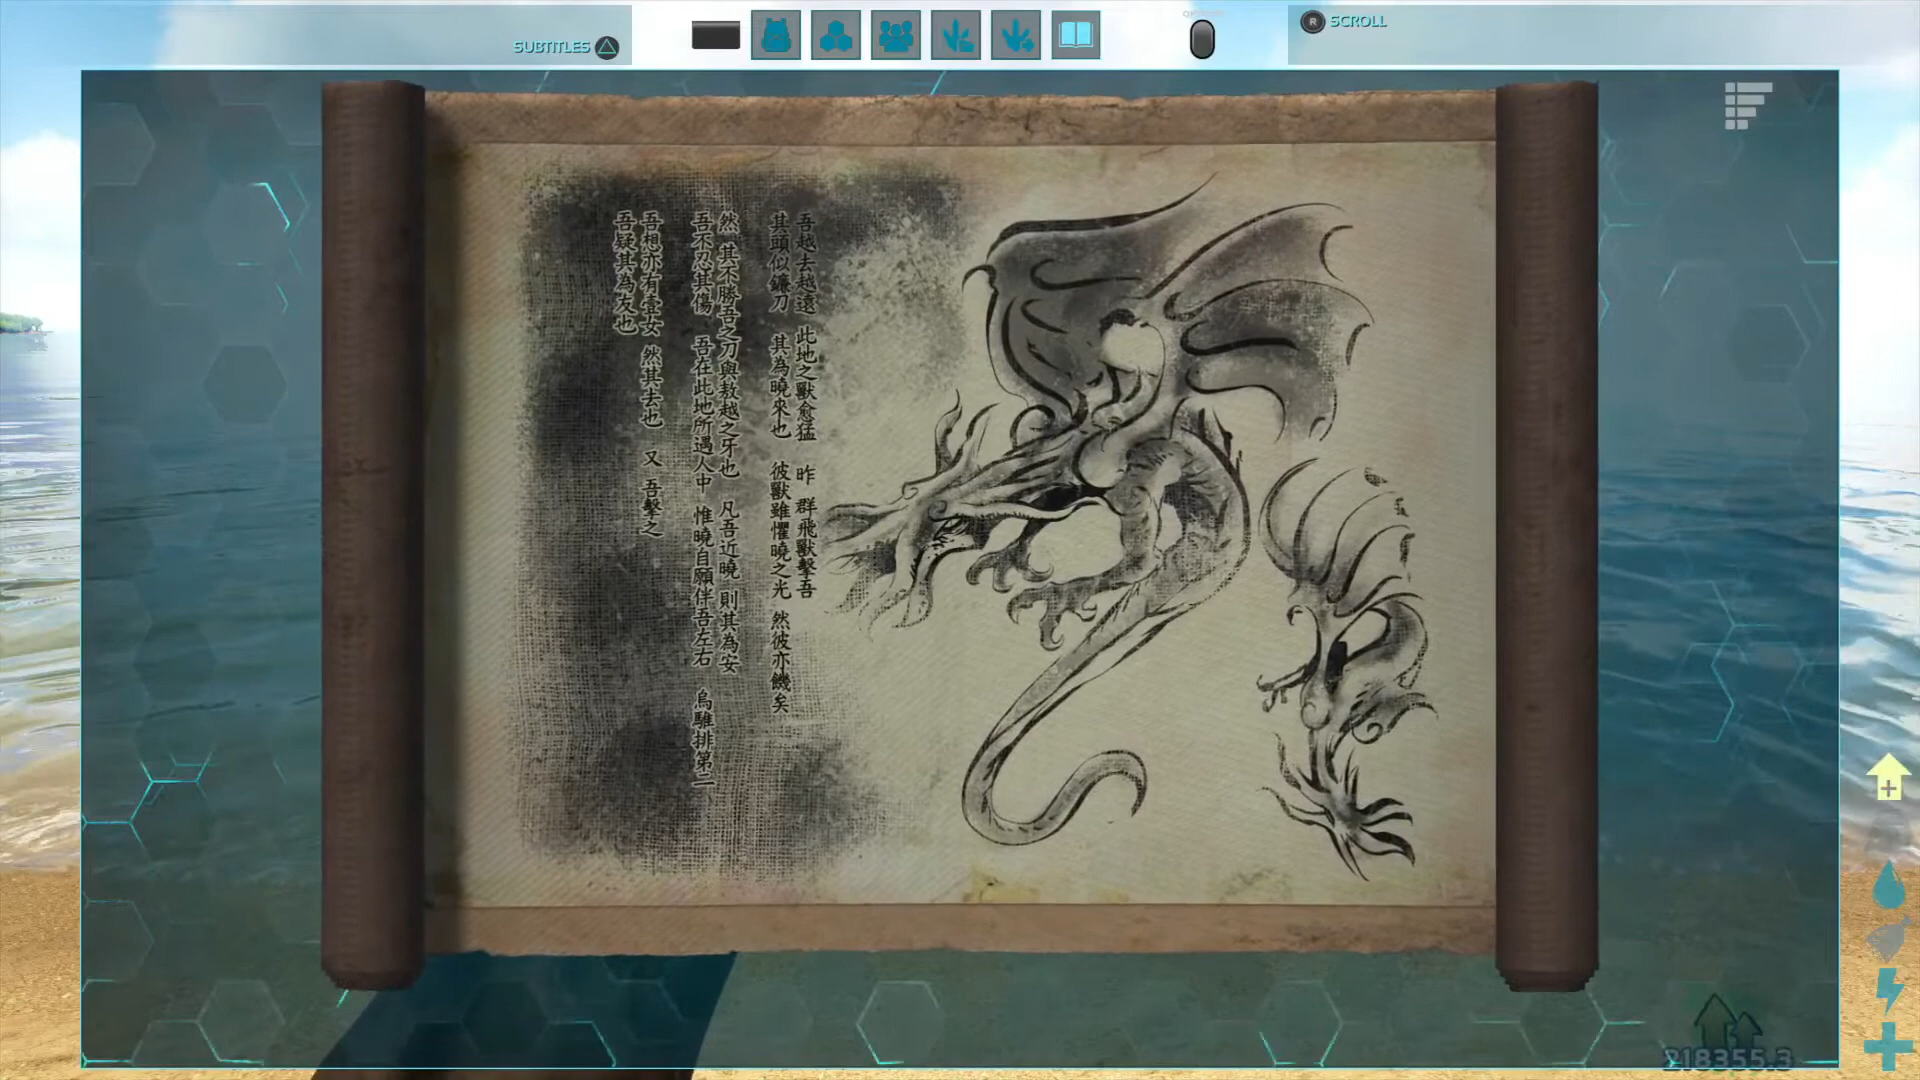 SUBTITLES
SCROLL
吾越去越遠 此地之獸愈猛 昨 群飛獸擊吾
其頭似鐮刀 其為曉來也 彼獸雖懼曉之光 然彼亦饑矣
然 其不勝吾之刀與敖越之牙也 凡吾近曉 則其為安
吾不忍其傷 吾在此地所遇人中 惟曉自願伴吾左右 烏騅排第二
吾想亦有壹女 然其去也 又 吾擊之
吾疑其為友也
218355.3